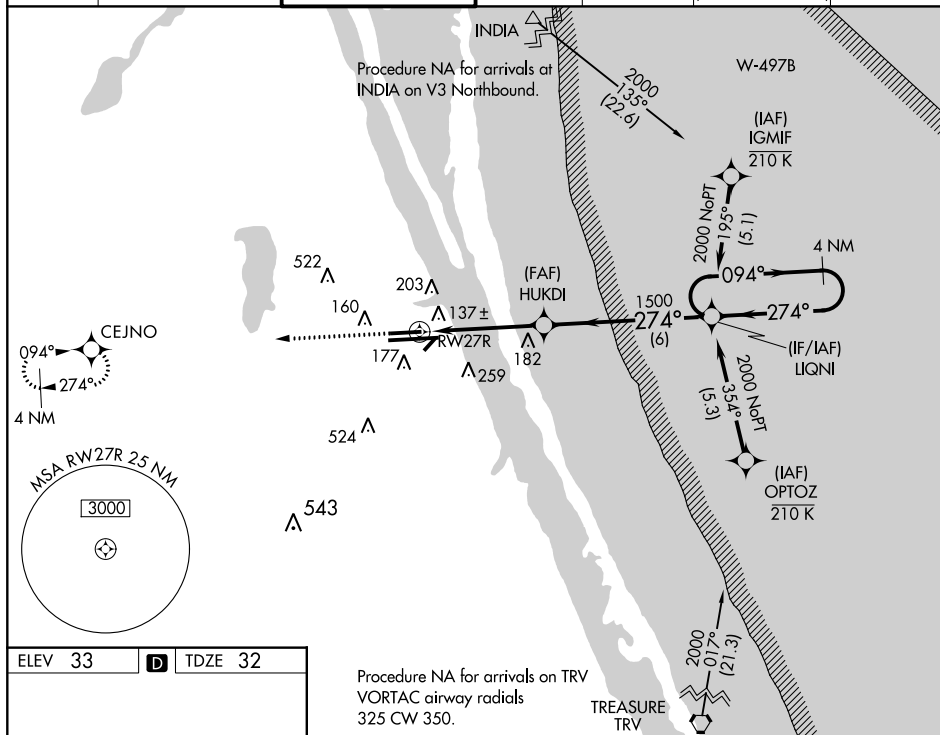 INDIA
Procedure NA for arrivals at
INDIA on V3 Northbound.
2000
135°
(22.6)
W-497B
(IAF)
IGMIF
210 K
2000 NoPT
195°
(5.1)
4 NM
094°
274°
522
203
160
137 ±
(FAF)
HUKDI
1500
274°
(6)
RW27R
182
177
259
(IF/IAF)
LIQNI
CEJNO
094°
274°
4 NM
2000 NoPT
354°
(5.3)
524
(IAF)
OPTOZ
210 K
MSA RW27R 25 NM
3000
543
2000
017°
(21.3)
ELEV 33 D TDZE 32
Procedure NA for arrivals on TRV
VORTAC airway radials
325 CW 350.
TREASURE
TRV